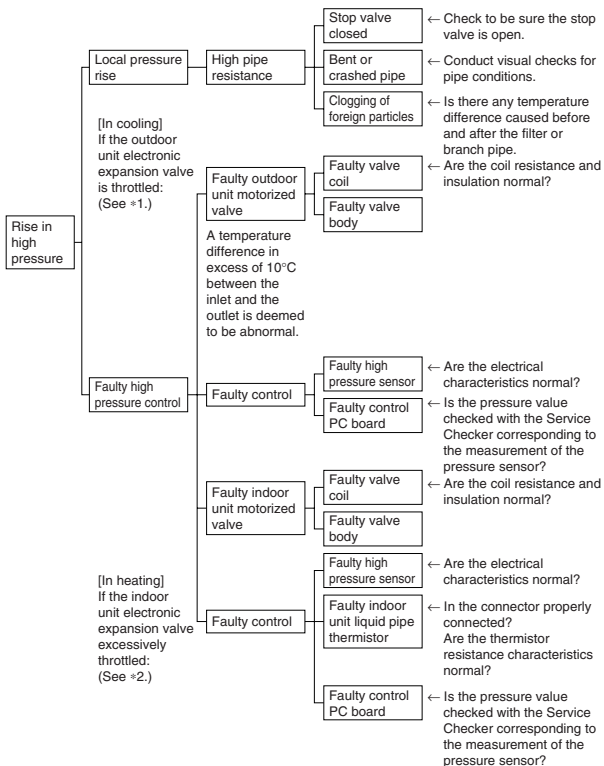 Rise in
high
pressure
Local pressure
rise
High pipe
resistance
Stop valve
closed
← Check to be sure the stop
valve is open.
Bent or
crashed pipe
← Conduct visual checks for
pipe conditions.
Clogging of
foreign particles
← Is there any temperature
difference caused before
and after the filter or
branch pipe.
[In cooling]
If the outdoor
unit electronic
expansion valve
is throttled:
(See *1.)
Faulty outdoor
unit motorized
valve
A temperature
difference in
excess of 10°C
between the
inlet and the
outlet is deemed
to be abnormal.
Faulty valve
coil
← Are the coil resistance and
insulation normal?
Faulty valve
body
Faulty high
pressure control
Faulty control
Faulty high
pressure sensor
← Are the electrical
characteristics normal?
Faulty control
PC board
← Is the pressure value
checked with the Service
Checker corresponding to
the measurement of the
pressure sensor?
Faulty indoor
unit motorized
valve
Faulty valve
coil
← Are the coil resistance and
insulation normal?
Faulty valve
body
[In heating]
If the indoor
unit electronic
expansion valve
excessively
throttled:
(See *2.)
Faulty control
Faulty high
pressure sensor
← Are the electrical
characteristics normal?
Faulty indoor
unit liquid pipe
thermistor
← In the connector properly
connected?
Are the thermistor
resistance characteristics
normal?
Faulty control
PC board
← Is the pressure value
checked with the Service
Checker corresponding to
the measurement of the
pressure sensor?